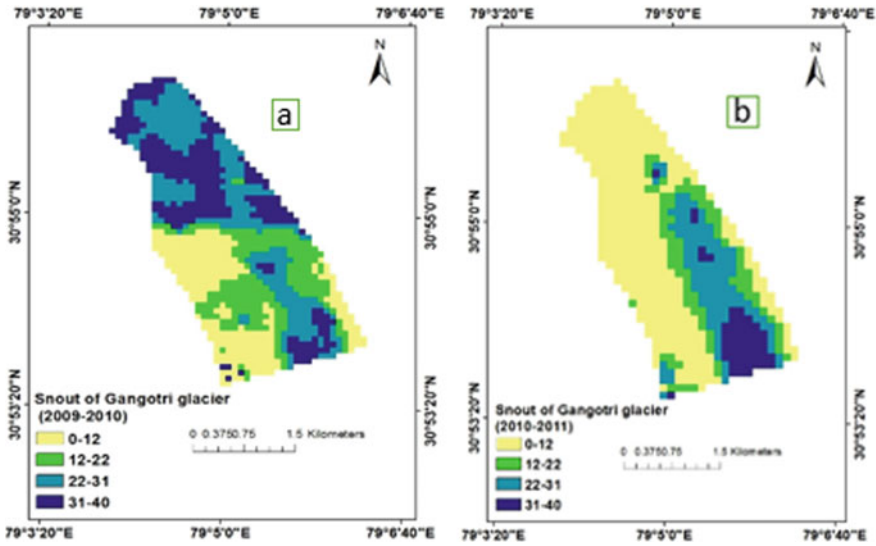 79°3'20"E 79°5'0"E 79°6'40"E
N
a
30°55'0"N
30°55'0"N
30°53'20"N
30°53'20"N
Snout of Gangotri glacier
(2009-2010)
0-12
12-22
22-31
31-40
0 0.3750.75 1.5 Kilometers
79°3'20"E 79°5'0"E 79°6'40"E
79°3'20"E 79°5'0"E 79°6'40"E
N
b
30°55'0"N
30°55'0"N
30°53'20"N
30°53'20"N
Snout of Gangotri glacier
(2010-2011)
0-12
12-22
22-31
31-40
0 0.3750.75 1.5 Kilometers
79°3'20"E 79°5'0"E 79°6'40"E